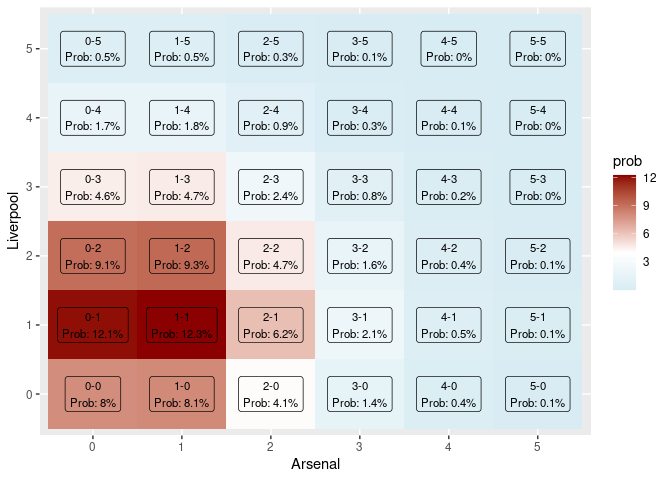 5
0-5
1-5
2-5
3-5
4-5
5-5
Prob: 0.5%
Prob: 0.5%
Prob: 0.3%
Prob: 0.1%
Prob: 0%
Prob: 0%
4
0-4
1-4
2-4
3-4
4-4
5-4
Prob: 1.7%
Prob: 1.8%
Prob: 0.9%
Prob: 0.3%
Prob: 0.1%
Prob: 0%
3
0-3
1-3
2-3
3-3
4-3
5-3
Prob: 4.6%
Prob: 4.7%
Prob: 2.4%
Prob: 0.8%
Prob: 0.2%
Prob: 0%
2
0-2
1-2
2-2
3-2
4-2
5-2
Prob: 9.1%
Prob: 9.3%
Prob: 4.7%
Prob: 1.6%
Prob: 0.4%
Prob: 0.1%
1
0-1
1-1
2-1
3-1
4-1
5-1
Prob: 12.1%
Prob: 12.3%
Prob: 6.2%
Prob: 2.1%
Prob: 0.5%
Prob: 0.1%
0
0-0
1-0
2-0
3-0
4-0
5-0
Prob: 8%
Prob: 8.1%
Prob: 4.1%
Prob: 1.4%
Prob: 0.4%
Prob: 0.1%
Liverpool
0
1
2
3
4
5
Arsenal
prob
12
9
6
3